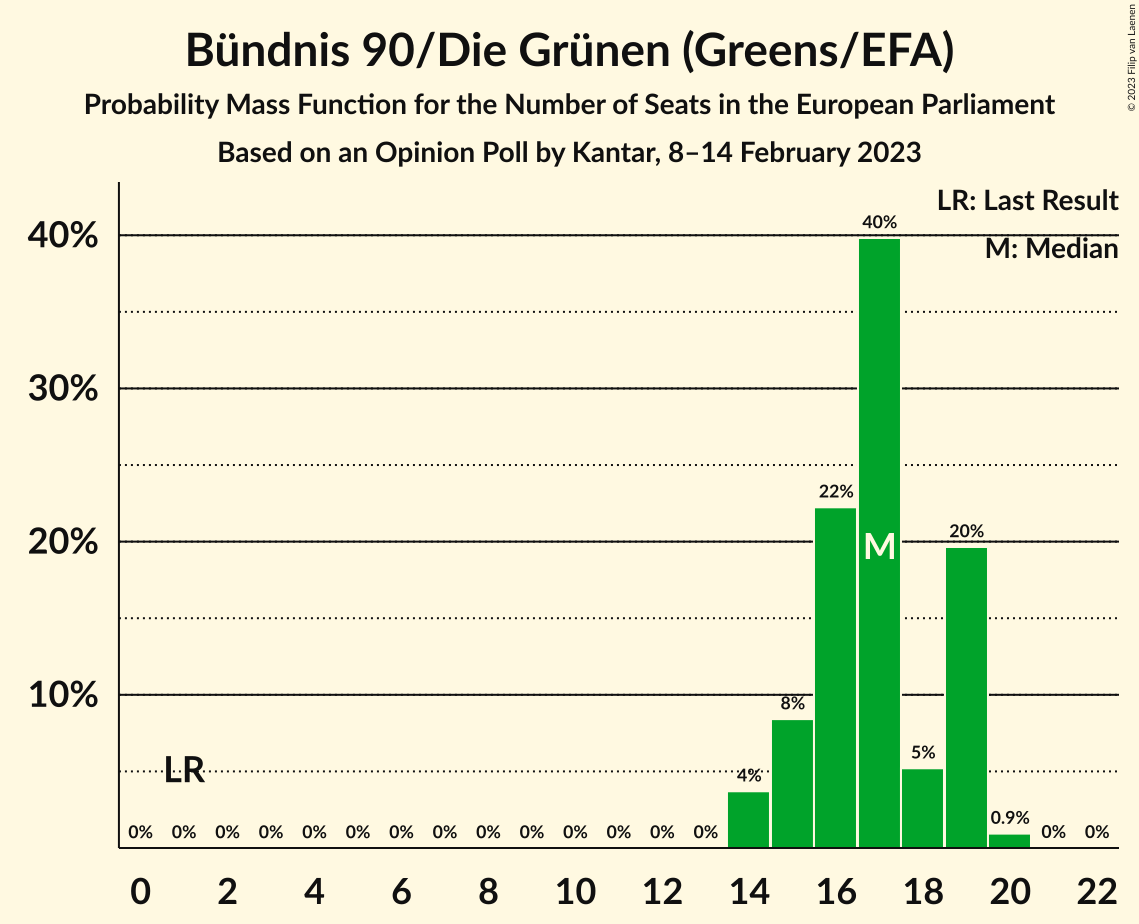 Bündnis 90/Die Grünen (Greens/EFA)
Probability Mass Function for the Number of Seats in the European Parliament
Based on an Opinion Poll by Kantar, 8–14 February 2023
© 2023 Filip van Laenen
LR: Last Result
M: Median
40%
30%
20%
10%
40%
22%
20%
M
8%
5%
4%
0.9%
LR
0% 0% 0% 0% 0% 0% 0% 0% 0% 0% 0% 0% 0% 0% 0% 0%
0 2 4 6 8 10 12 14 16 18 20 22